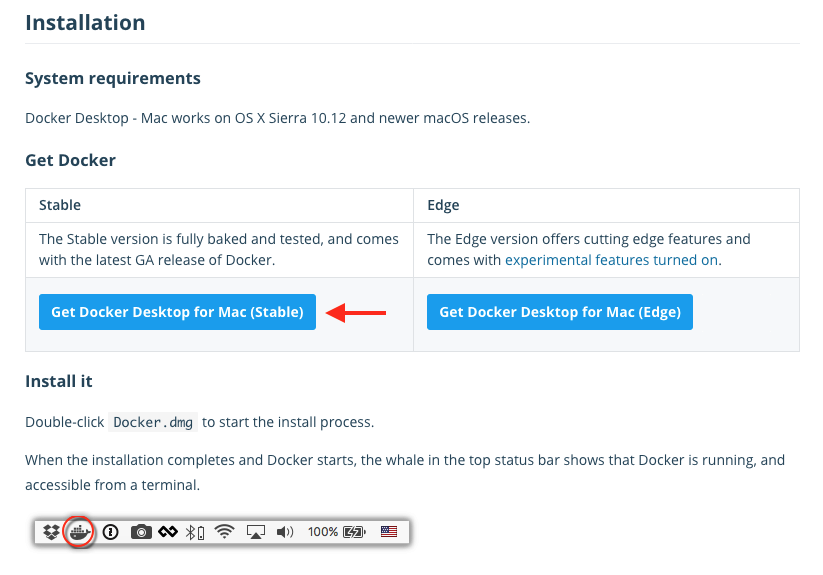 Installation
System requirements
Docker Desktop - Mac works on OS X Sierra 10.12 and newer macOS releases.
Get Docker
Stable
Edge
The Stable version is fully baked and tested, and comes
with the latest GA release of Docker.
The Edge version offers cutting edge features and
comes with experimental features turned on.
Get Docker Desktop for Mac (Stable)
Get Docker Desktop for Mac (Edge)
Install it
Double-click Docker.dmg to start the install process.
When the installation completes and Docker starts, the whale in the top status bar shows that Docker is running, and
accessible from a terminal.
100%